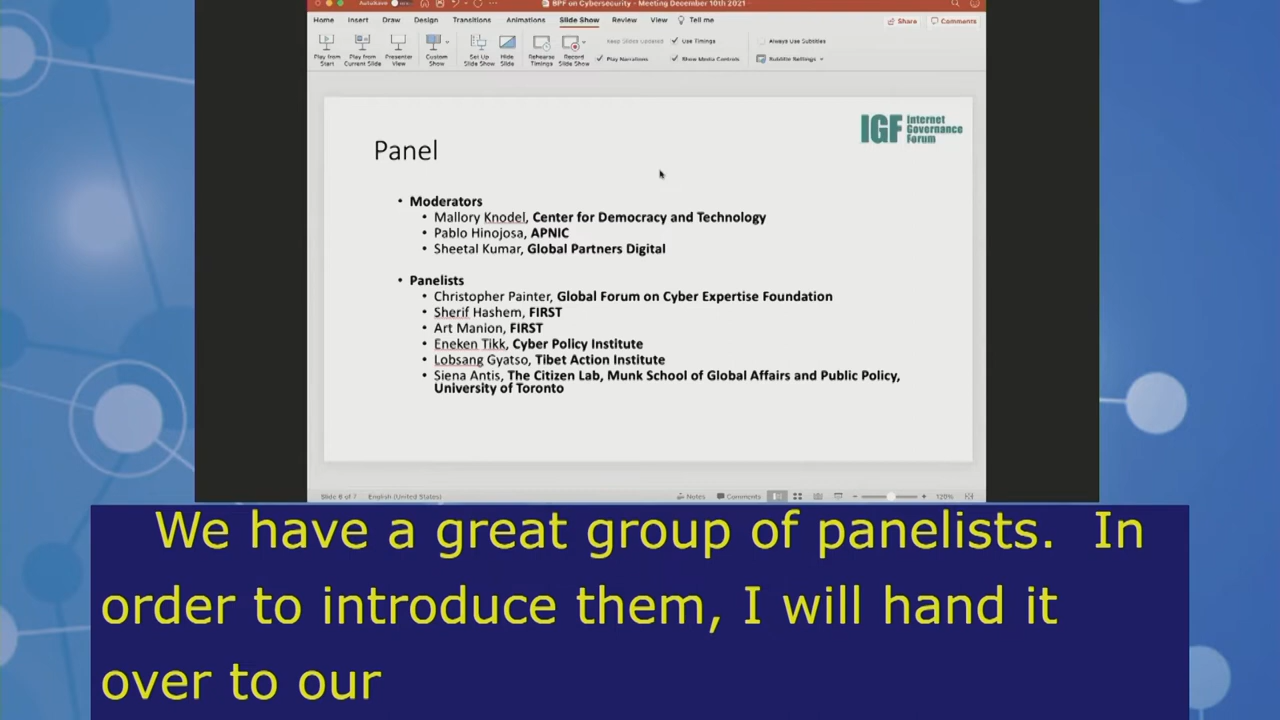 AutoSave
BPF on Cybersecurity - Meeting December 10th 2021
Home Insert Draw Design Transitions Animations Slide Show Review View Tell me Share Comments
Play from Start
Play from Current Slide
Presenter View
Custom Show
Set Up Slide Show
Hide Slide
Rehearse Timings
Record Slide Show
Keep Slides Updated
Play Narrations
Use Timings
Show Media Controls
Always Use Subtitles
Subtitle Settings
IGF Internet
Governance
Forum
Panel
• Moderators
• Mallory Knodel, Center for Democracy and Technology
• Pablo Hinojosa, APNIC
• Sheetal Kumar, Global Partners Digital
• Panelists
• Christopher Painter, Global Forum on Cyber Expertise Foundation
• Sherif Hashem, FIRST
• Art Manion, FIRST
• Eneken Tikk, Cyber Policy Institute
• Lobsang Gyatso, Tibet Action Institute
• Siena Antis, The Citizen Lab, Munk School of Global Affairs and Public Policy,
University of Toronto
Slide 6 of 7 English (United States) Notes Comments 120%
We have a great group of panelists. In
order to introduce them, I will hand it
over to our